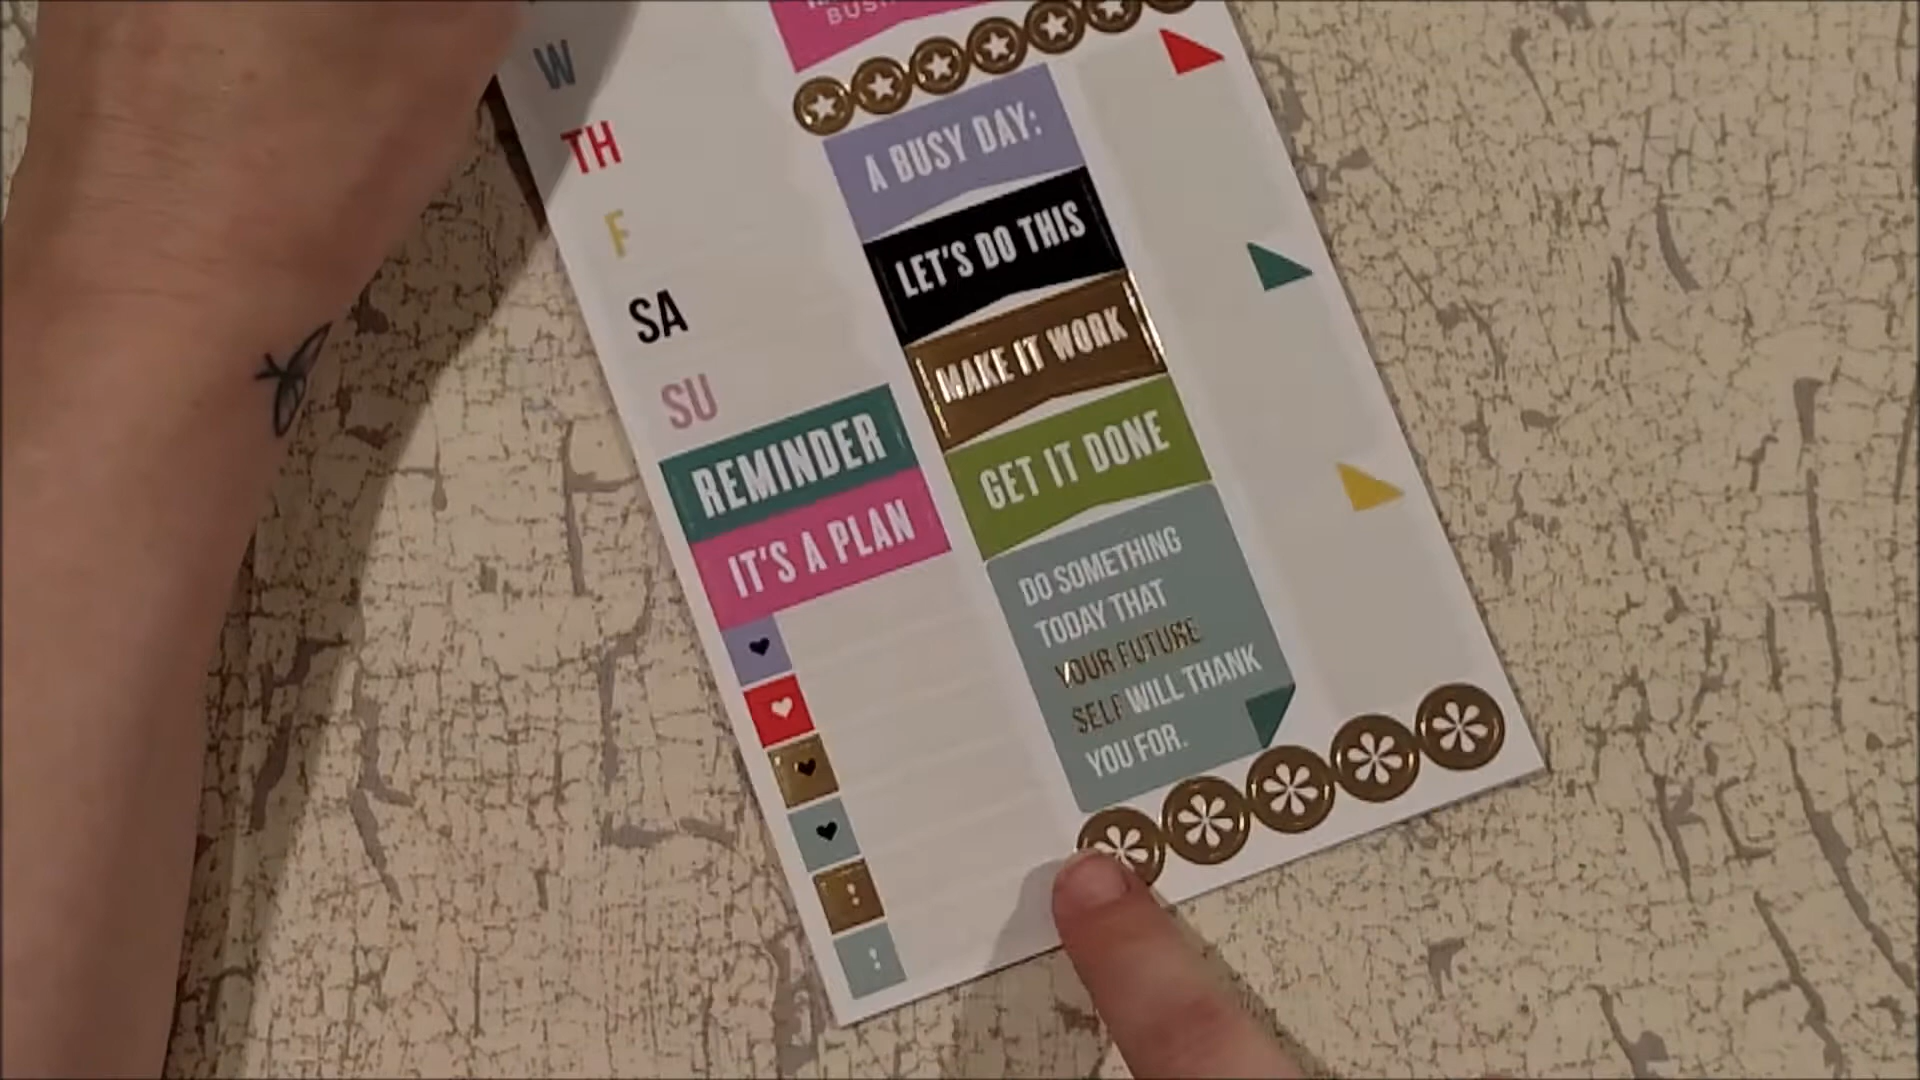 W
TH
F
SA
SU
REMINDER
IT'S A PLAN
:
:
A BUSY DAY:
LET'S DO THIS
MAKE IT WORK
GET IT DONE
DO SOMETHING
TODAY THAT
YOUR FUTURE
SELF WILL THANK
YOU FOR.